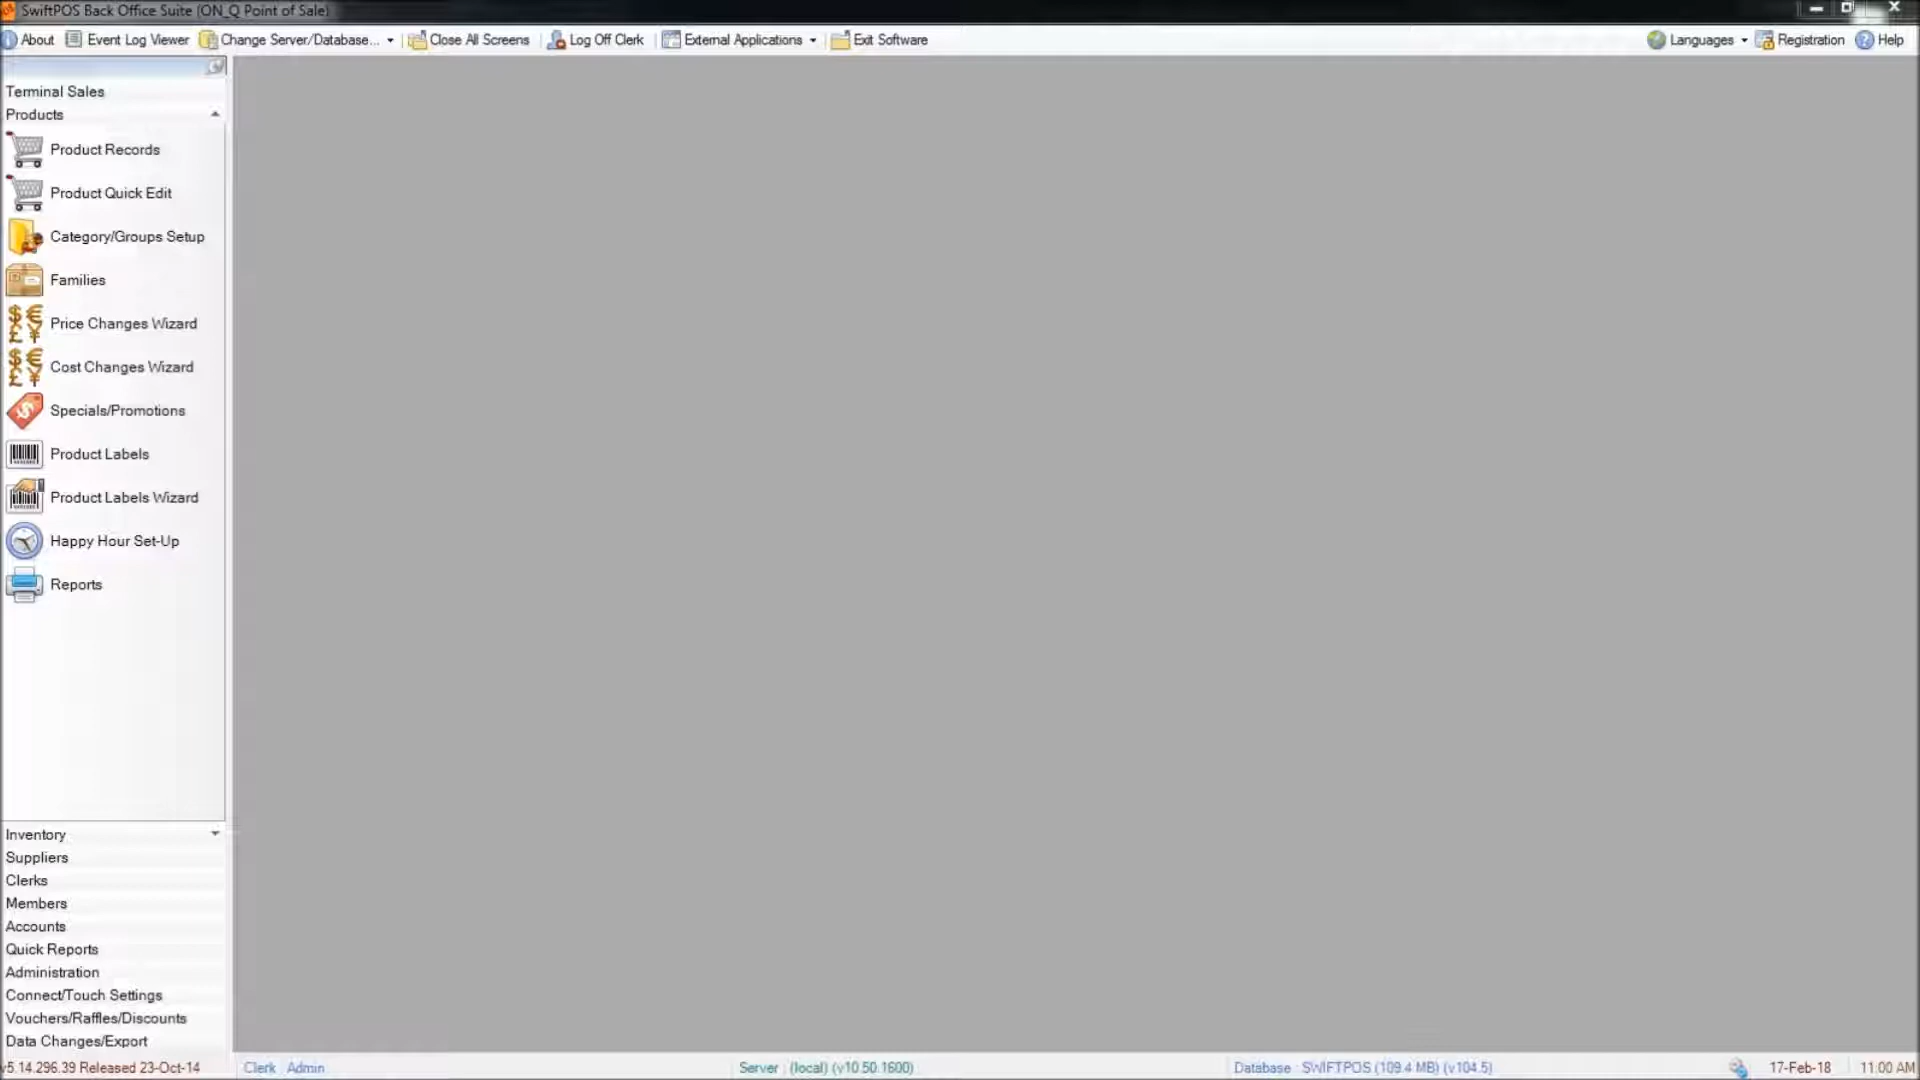 SwiftPOS Back Office Suite (ON_Q Point of Sale)
About Event Log Viewer Change Server/Database... Close All Screens Log Off Clerk External Applications Exit Software Languages Registration Help
Terminal Sales
Products
Product Records
Product Quick Edit
Category/Groups Setup
Families
Price Changes Wizard
Cost Changes Wizard
Specials/Promotions
Product Labels
Product Labels Wizard
Happy Hour Set-Up
Reports
Inventory
Suppliers
Clerks
Members
Accounts
Quick Reports
Administration
Connect/Touch Settings
Vouchers/Raffles/Discounts
Data Changes/Export
v5.14.296.39 Released 23-Oct-14 Clerk Admin Server (local) (v10.50.1600) Database SWIFTPOS (109.4 MB) (v104.5) 17-Feb-18 11:00 AM